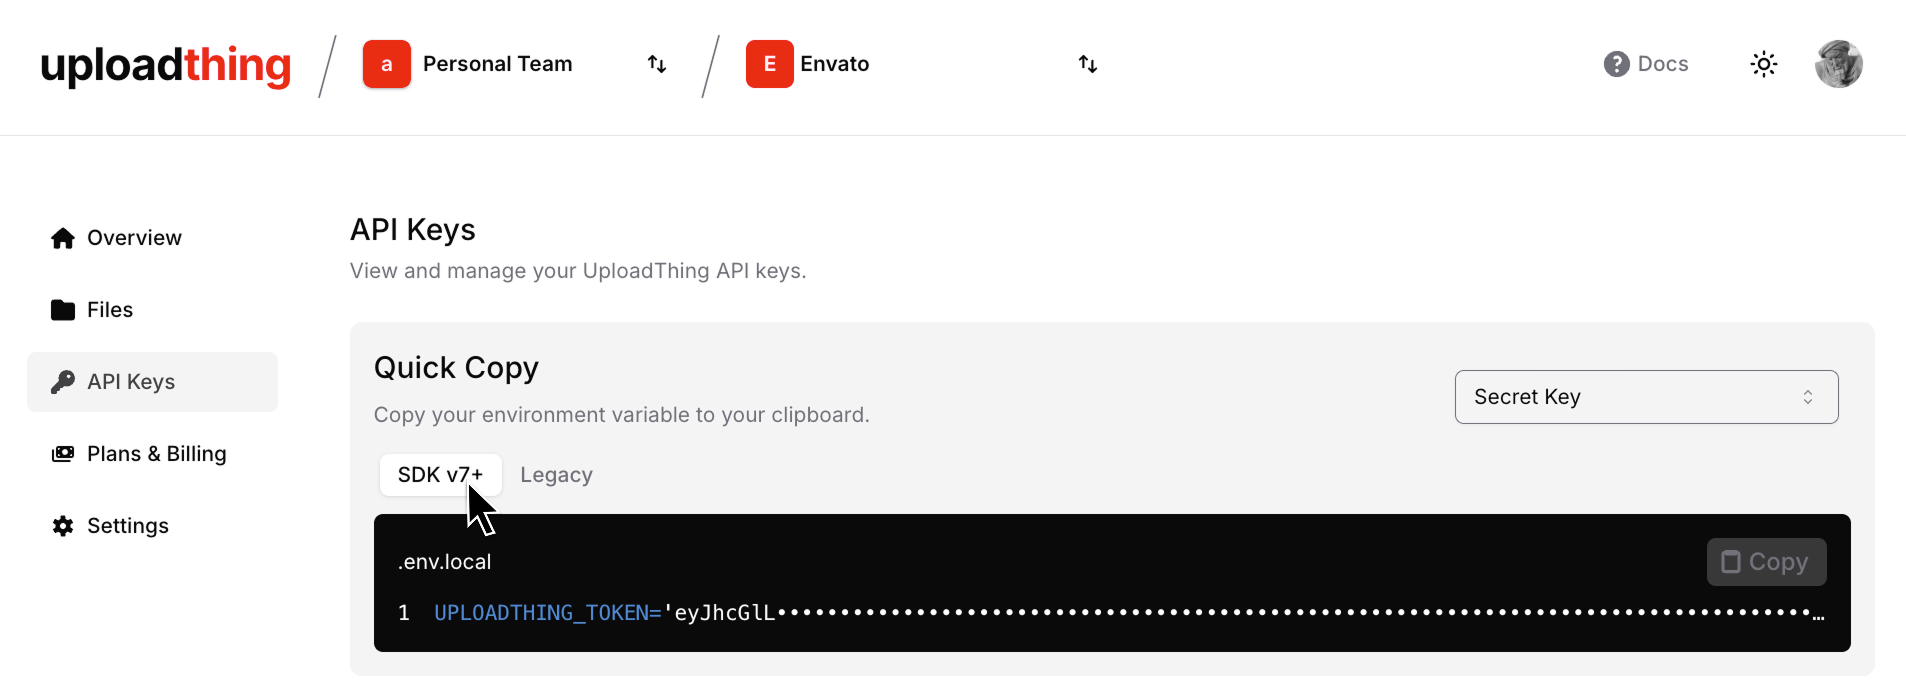 uploadthing
a Personal Team
E Envato
? Docs
Overview
Files
API Keys
Plans & Billing
Settings
API Keys
View and manage your UploadThing API keys.
Quick Copy
Copy your environment variable to your clipboard.
Secret Key
SDK v7+
Legacy
.env.local
Copy
1 UPLOADTHING_TOKEN='eyJhcGlL••••••••••••••••••••••••••••••••••••••••••••••••••••••••••••••••••••••••••••••••••…